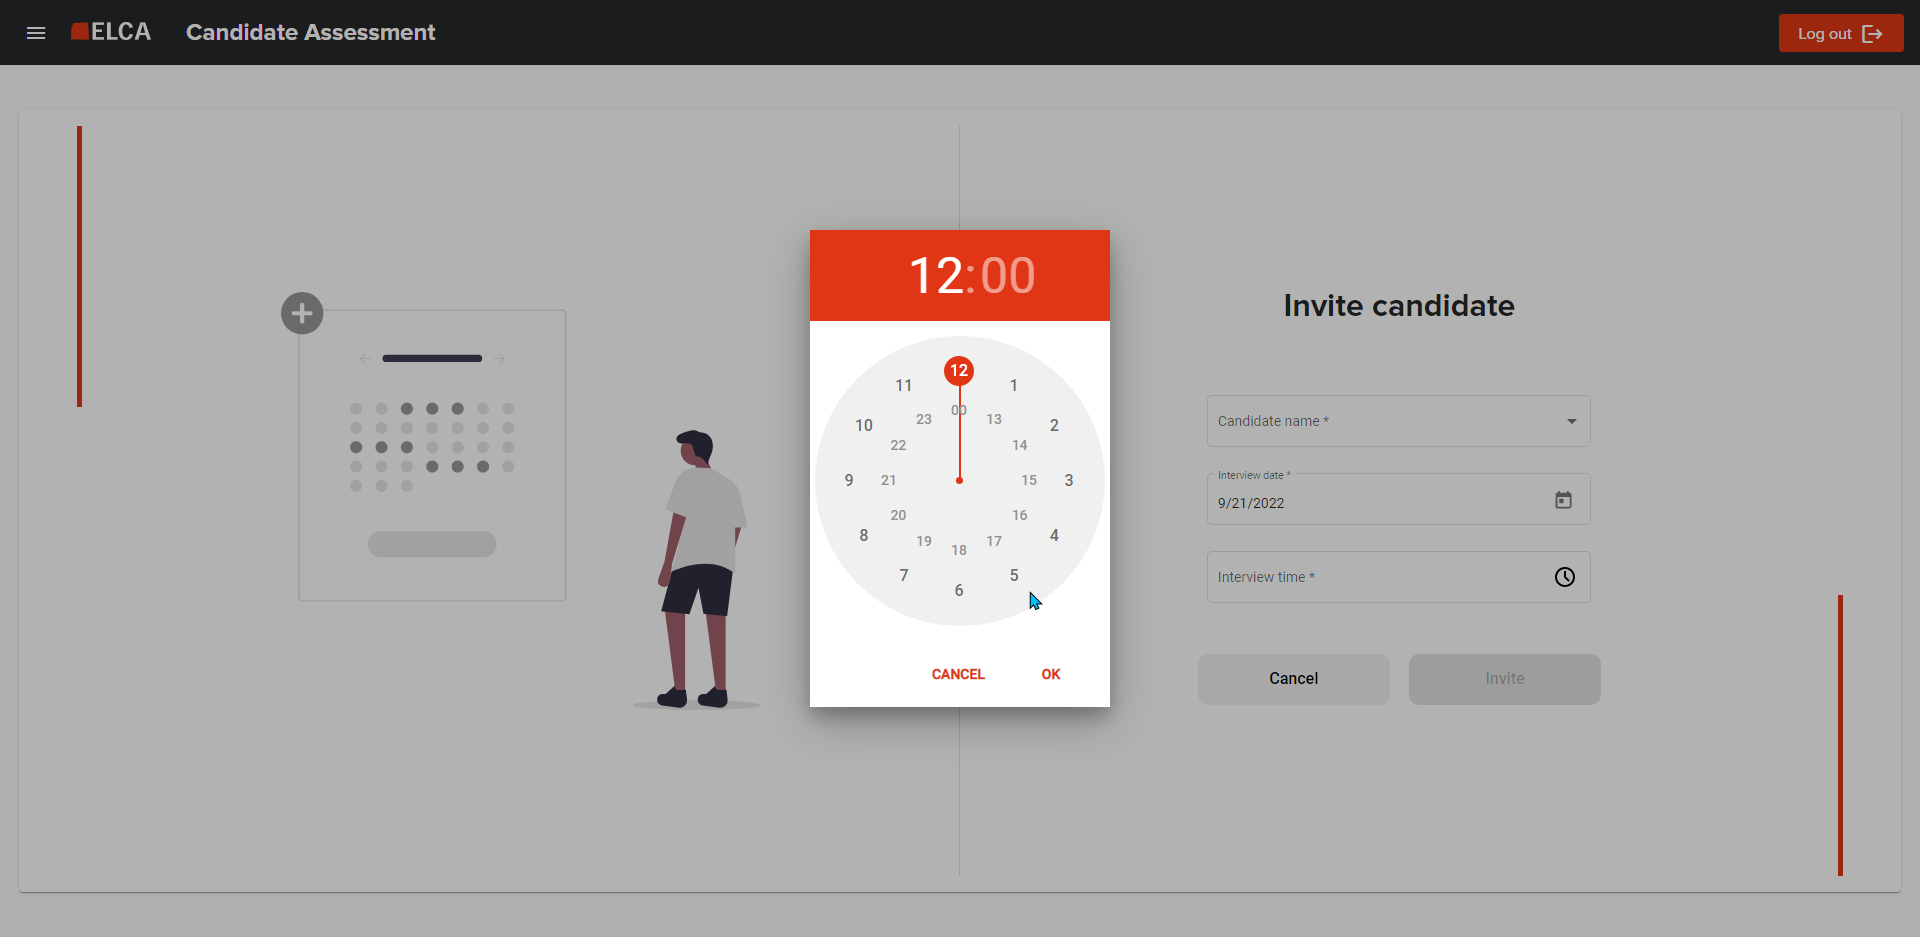 ELCA
Candidate Assessment
Log out
12:00
12
11
1
00
23
13
10
2
22
14
9
21
15
3
20
16
8
4
19
17
18
7
5
6
CANCEL
OK
Invite candidate
Candidate name *
Interview date *
9/21/2022
Interview time *
Cancel
Invite